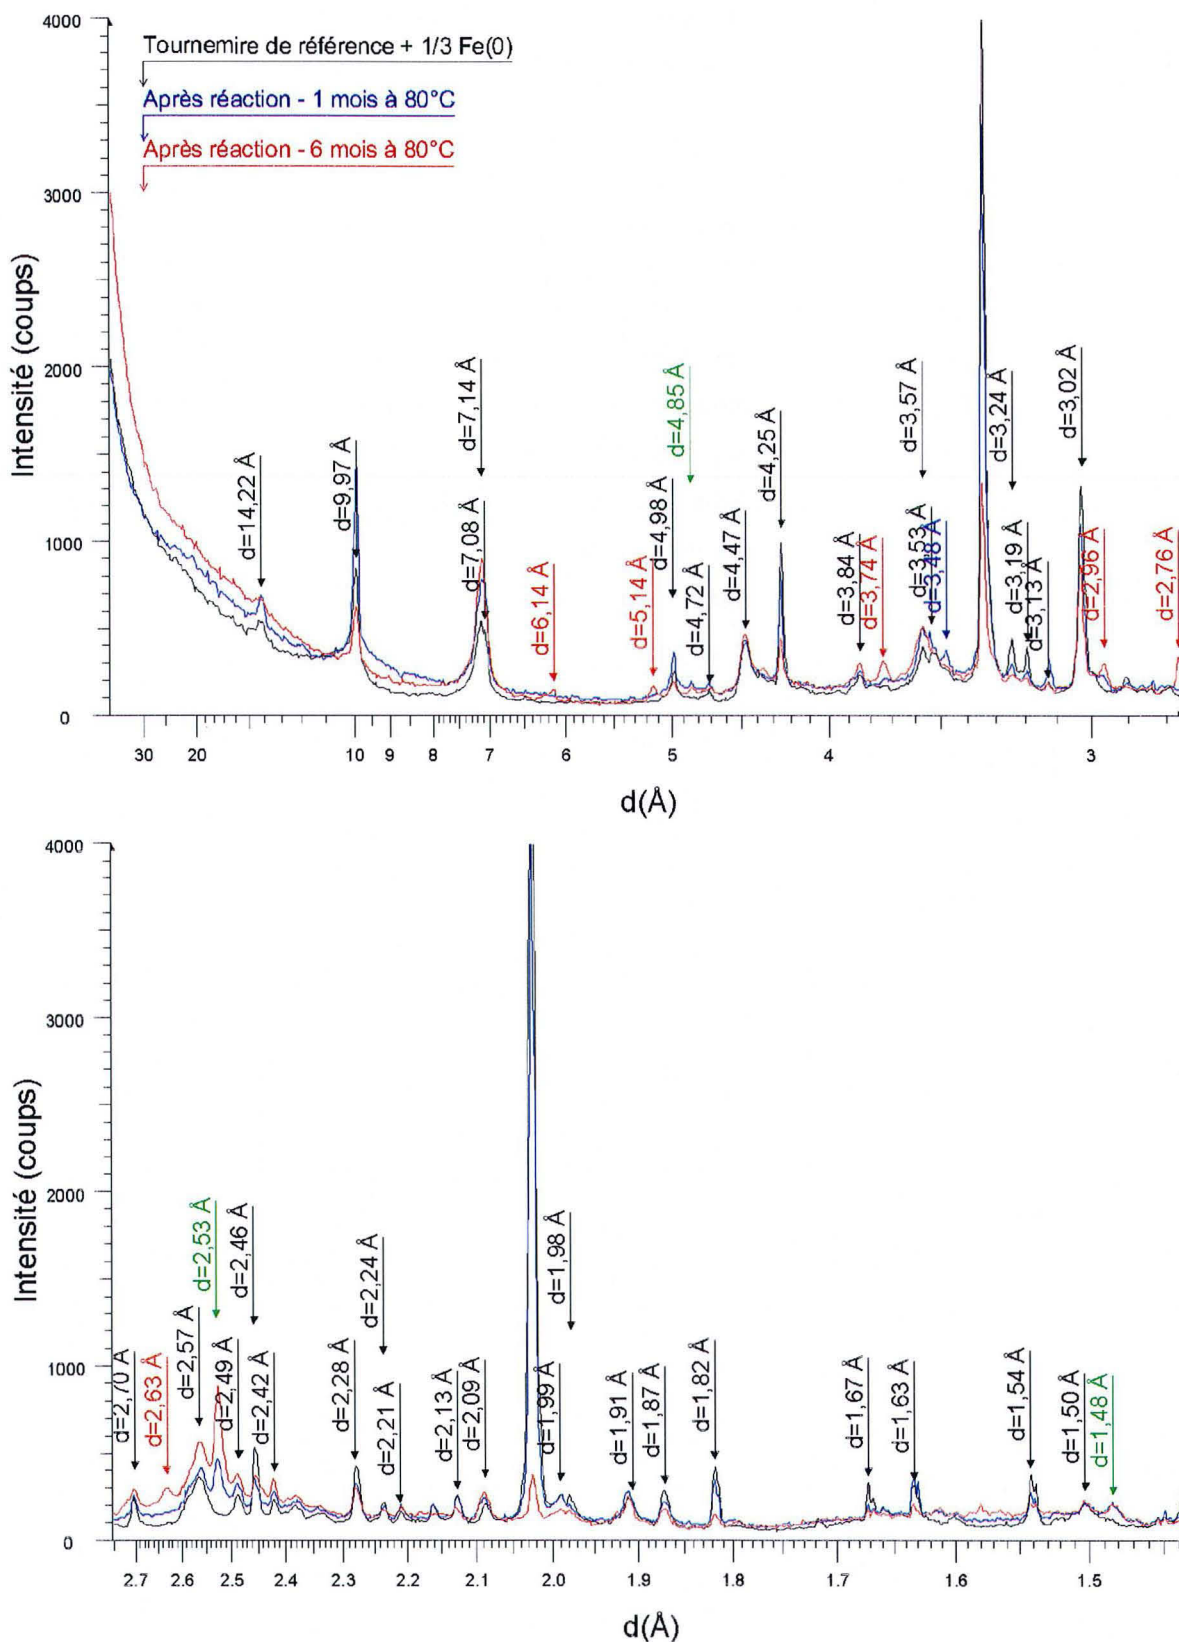 4000
3000
2000
1000
0
Intensité (coups)
Tournemire de référence + 1/3 Fe(0)
Après réaction - 1 mois à 80°C
Après réaction - 6 mois à 80°C
d=14,22 Å
d=9,97 Å
d=7,14 Å
d=7,08 Å
d=6,14 Å
d=5,14 Å
d=4,98 Å
d=4,85 Å
d=4,72 Å
d=4,47 Å
d=4,25 Å
d=3,84 Å
d=3,74 Å
d=3,57 Å
d=3,53 Å
d=3,48 Å
d=3,24 Å
d=3,19 Å
d=3,13 Å
d=3,02 Å
d=2,96 Å
d=2,76 Å
30 20 10 9 8 7 6 5 4 3
d(Å)
4000
3000
2000
1000
0
Intensité (coups)
d=2,70 Å
d=2,63 Å
d=2,57 Å
d=2,53 Å
d=2,49 Å
d=2,46 Å
d=2,42 Å
d=2,28 Å
d=2,24 Å
d=2,21 Å
d=2,13 Å
d=2,09 Å
d=1,99 Å
d=1,98 Å
d=1,91 Å
d=1,87 Å
d=1,82 Å
d=1,67 Å
d=1,63 Å
d=1,54 Å
d=1,50 Å
d=1,48 Å
2.7 2.6 2.5 2.4 2.3 2.2 2.1 2.0 1.9 1.8 1.7 1.6 1.5
d(Å)